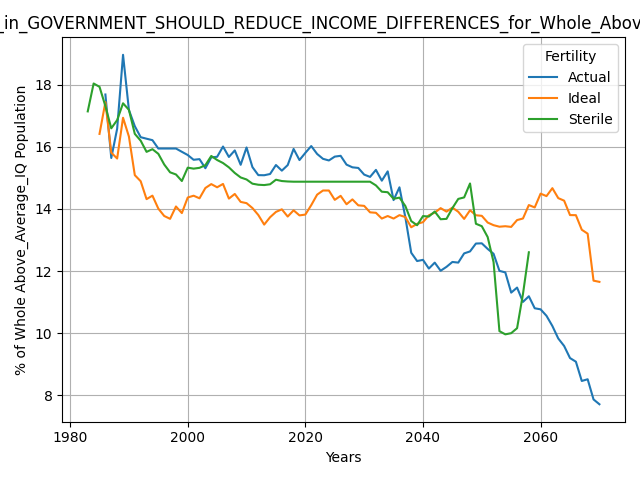 _in_GOVERNMENT_SHOULD_REDUCE_INCOME_DIFFERENCES_for_Whole_Abov
% of Whole Above_Average_IQ Population
18
16
14
12
10
8
Fertility
Actual
Ideal
Sterile
1980 2000 2020 2040 2060
Years